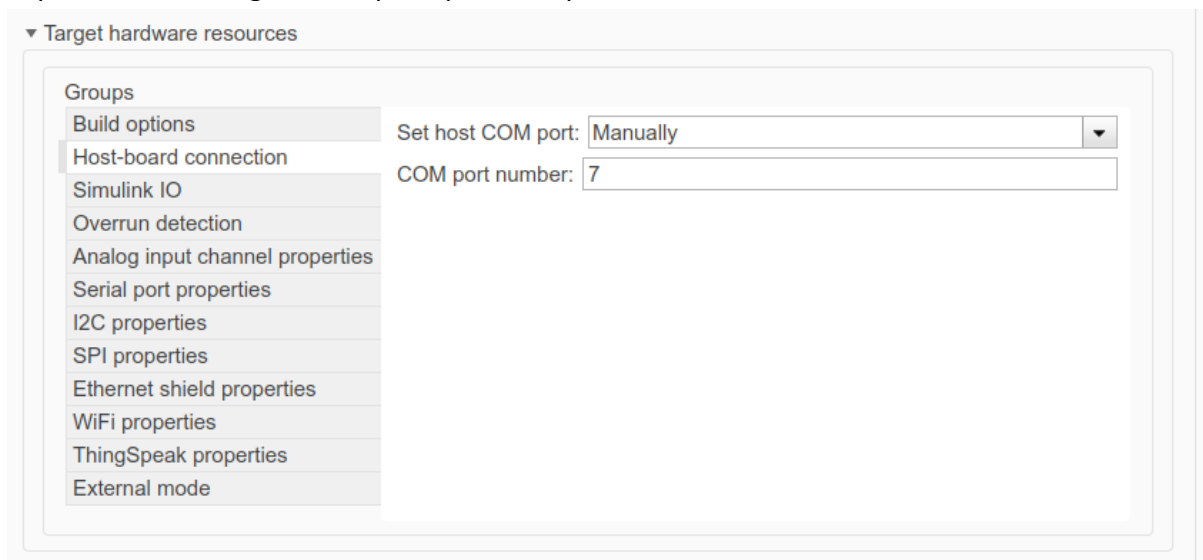 Target hardware resources
Groups
Build options
Host-board connection
Simulink IO
Overrun detection
Analog input channel properties
Serial port properties
I2C properties
SPI properties
Ethernet shield properties
WiFi properties
ThingSpeak properties
External mode
Set host COM port: Manually
COM port number: 7